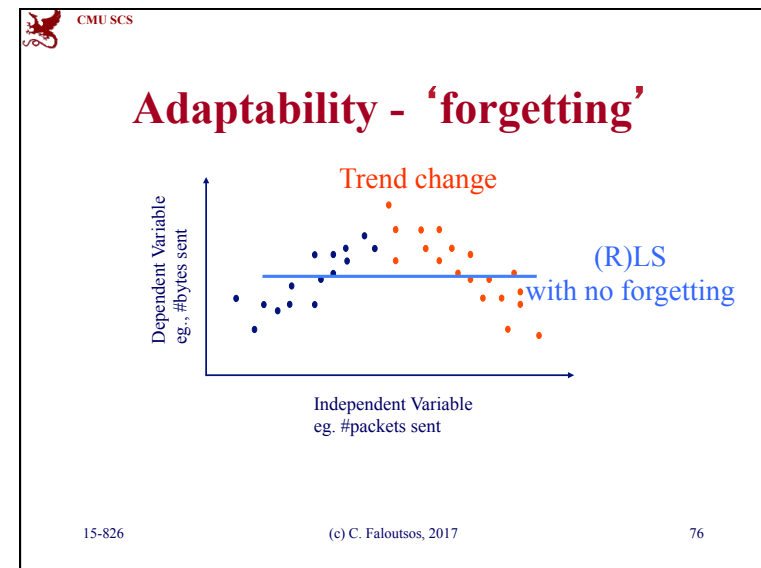 CMU SCS
Adaptability - ‘forgetting’
Trend change
Dependent Variable
eg., #bytes sent
(R)LS
with no forgetting
Independent Variable
eg. #packets sent
15-826
(c) C. Faloutsos, 2017
76